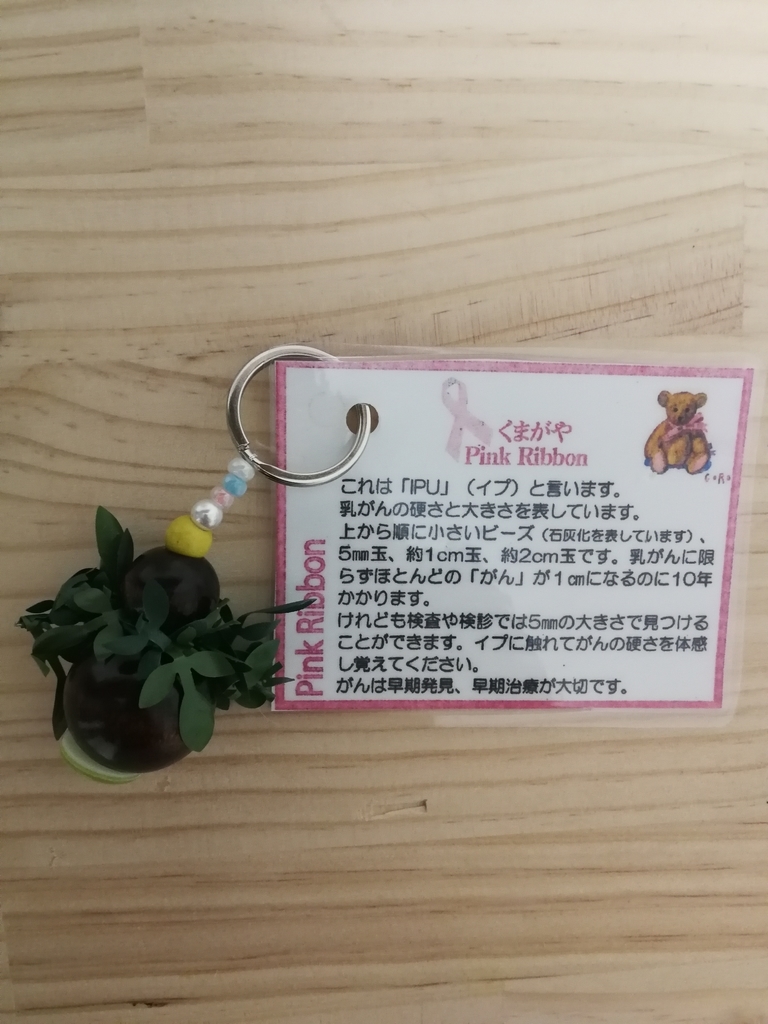 くまがや
Pink Ribbon
これは「IPU」（イプ）と言います。
乳がんの硬さと大きさを表しています。
上から順に小さいビーズ（石灰化を表しています）、
5㎜玉、約1cm玉、約2cm玉です。乳がんに限
らずほとんどの「がん」が1㎝になるのに10年
かかります。
けれども検査や検診では5㎜の大きさで見つける
ことができます。イプに触れてがんの硬さを体感
し覚えてください。
がんは早期発見、早期治療が大切です。
Pink Ribbon